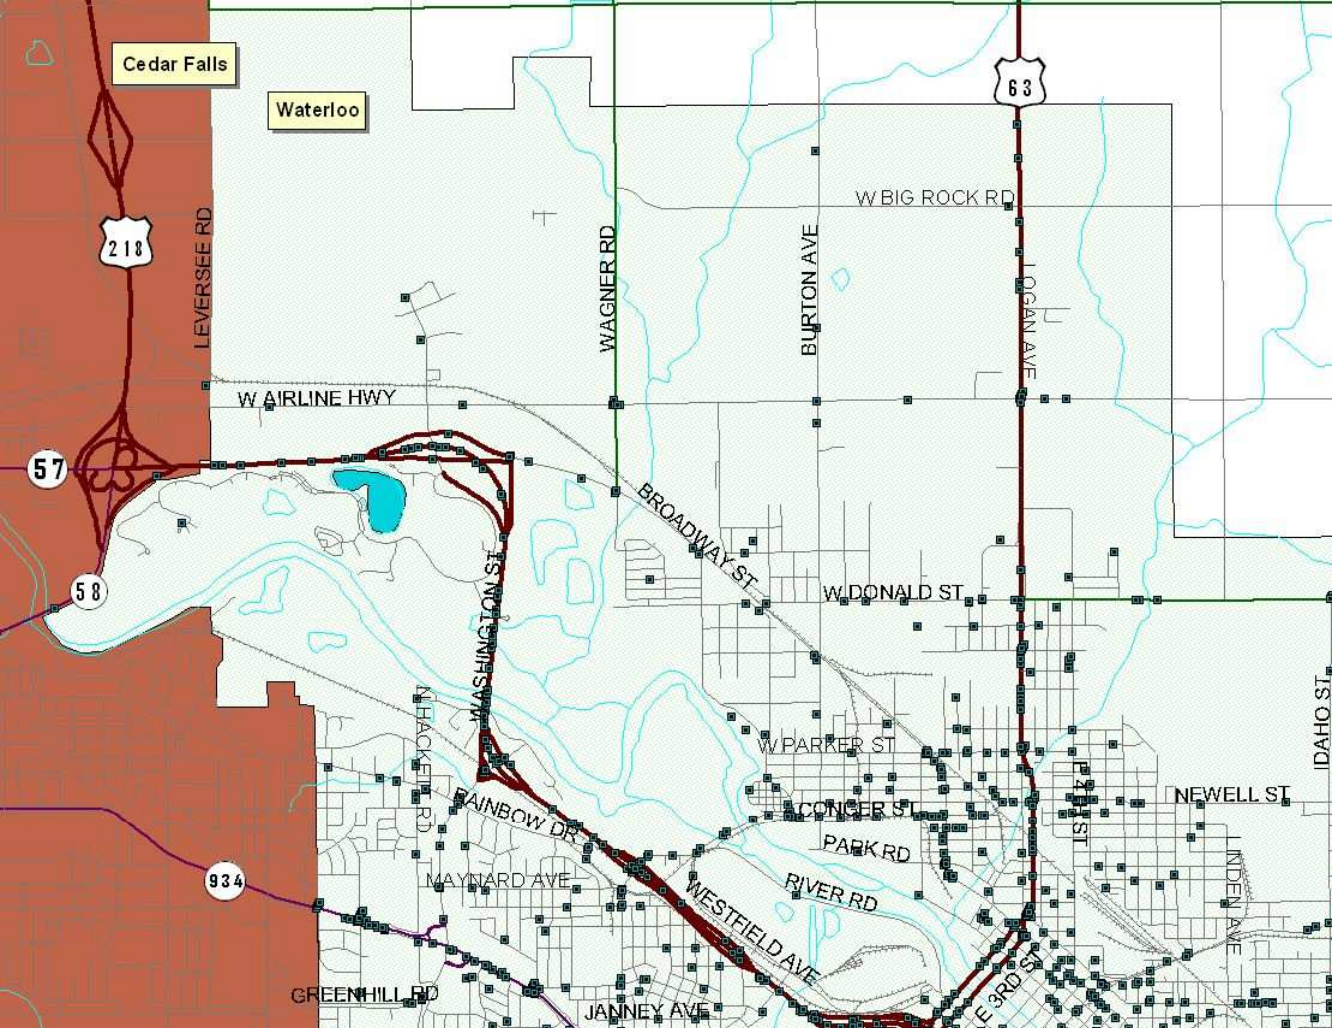 Cedar Falls
Waterloo
63
W BIG ROCK RD
218
LEVERSEE RD
WAGNER RD
BURTON AVE
LOGAN AVE
W AIRLINE HWY
57
BROADWAY ST
58
W DONALD ST
WASHINGTON ST
N HACKETT RD
IDAHO ST
W PARKER ST
E 4TH ST
NEWELL ST
RAINBOW DR
CONGER ST
PARK RD
LINDEN AVE
934
MAYNARD AVE
RIVER RD
WESTFIELD AVE
E 3RD ST
GREENHILL RD
JANNEY AVE